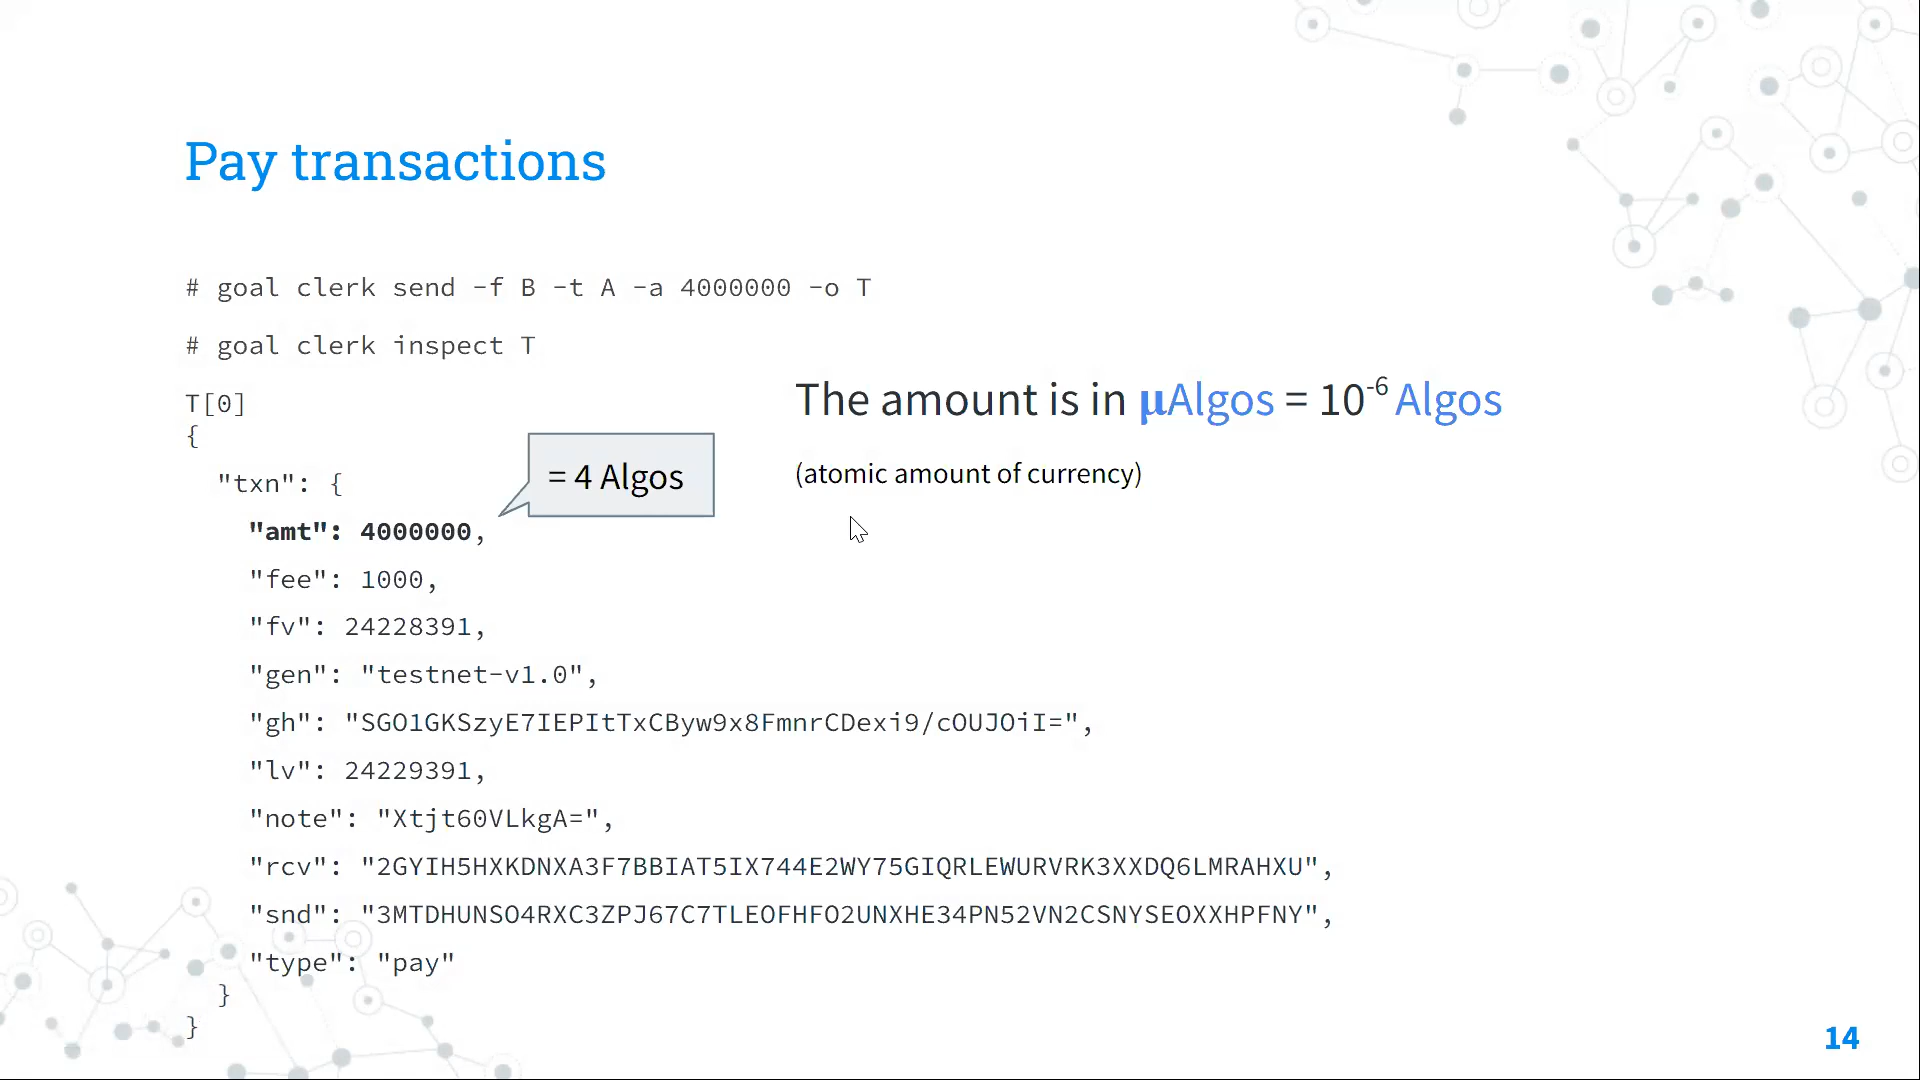 Pay transactions
# goal clerk send -f B -t A -a 4000000 -o T
# goal clerk inspect T
T[0]
{
"txn": {
"amt": 4000000,
"fee": 1000,
"fv": 24228391,
"gen": "testnet-v1.0",
"gh": "SGO1GKSzyE7IEPItTxCByw9x8FmnrCDexi9/cOUJOiI=",
"lv": 24229391,
"note": "Xtjt60VLkgA=",
"rcv": "2GYIH5HXKDNXA3F7BBIAT5IX744E2WY75GIQRLEWURVRK3XXDQ6LMRAHXU",
"snd": "3MTDHUNSO4RXC3ZPJ67C7TLEOFHFO2UNXHE34PN52VN2CSNYSEOXXHPFNY",
"type": "pay"
}
}
= 4 Algos
The amount is in µAlgos = 10⁻⁶ Algos
(atomic amount of currency)
14